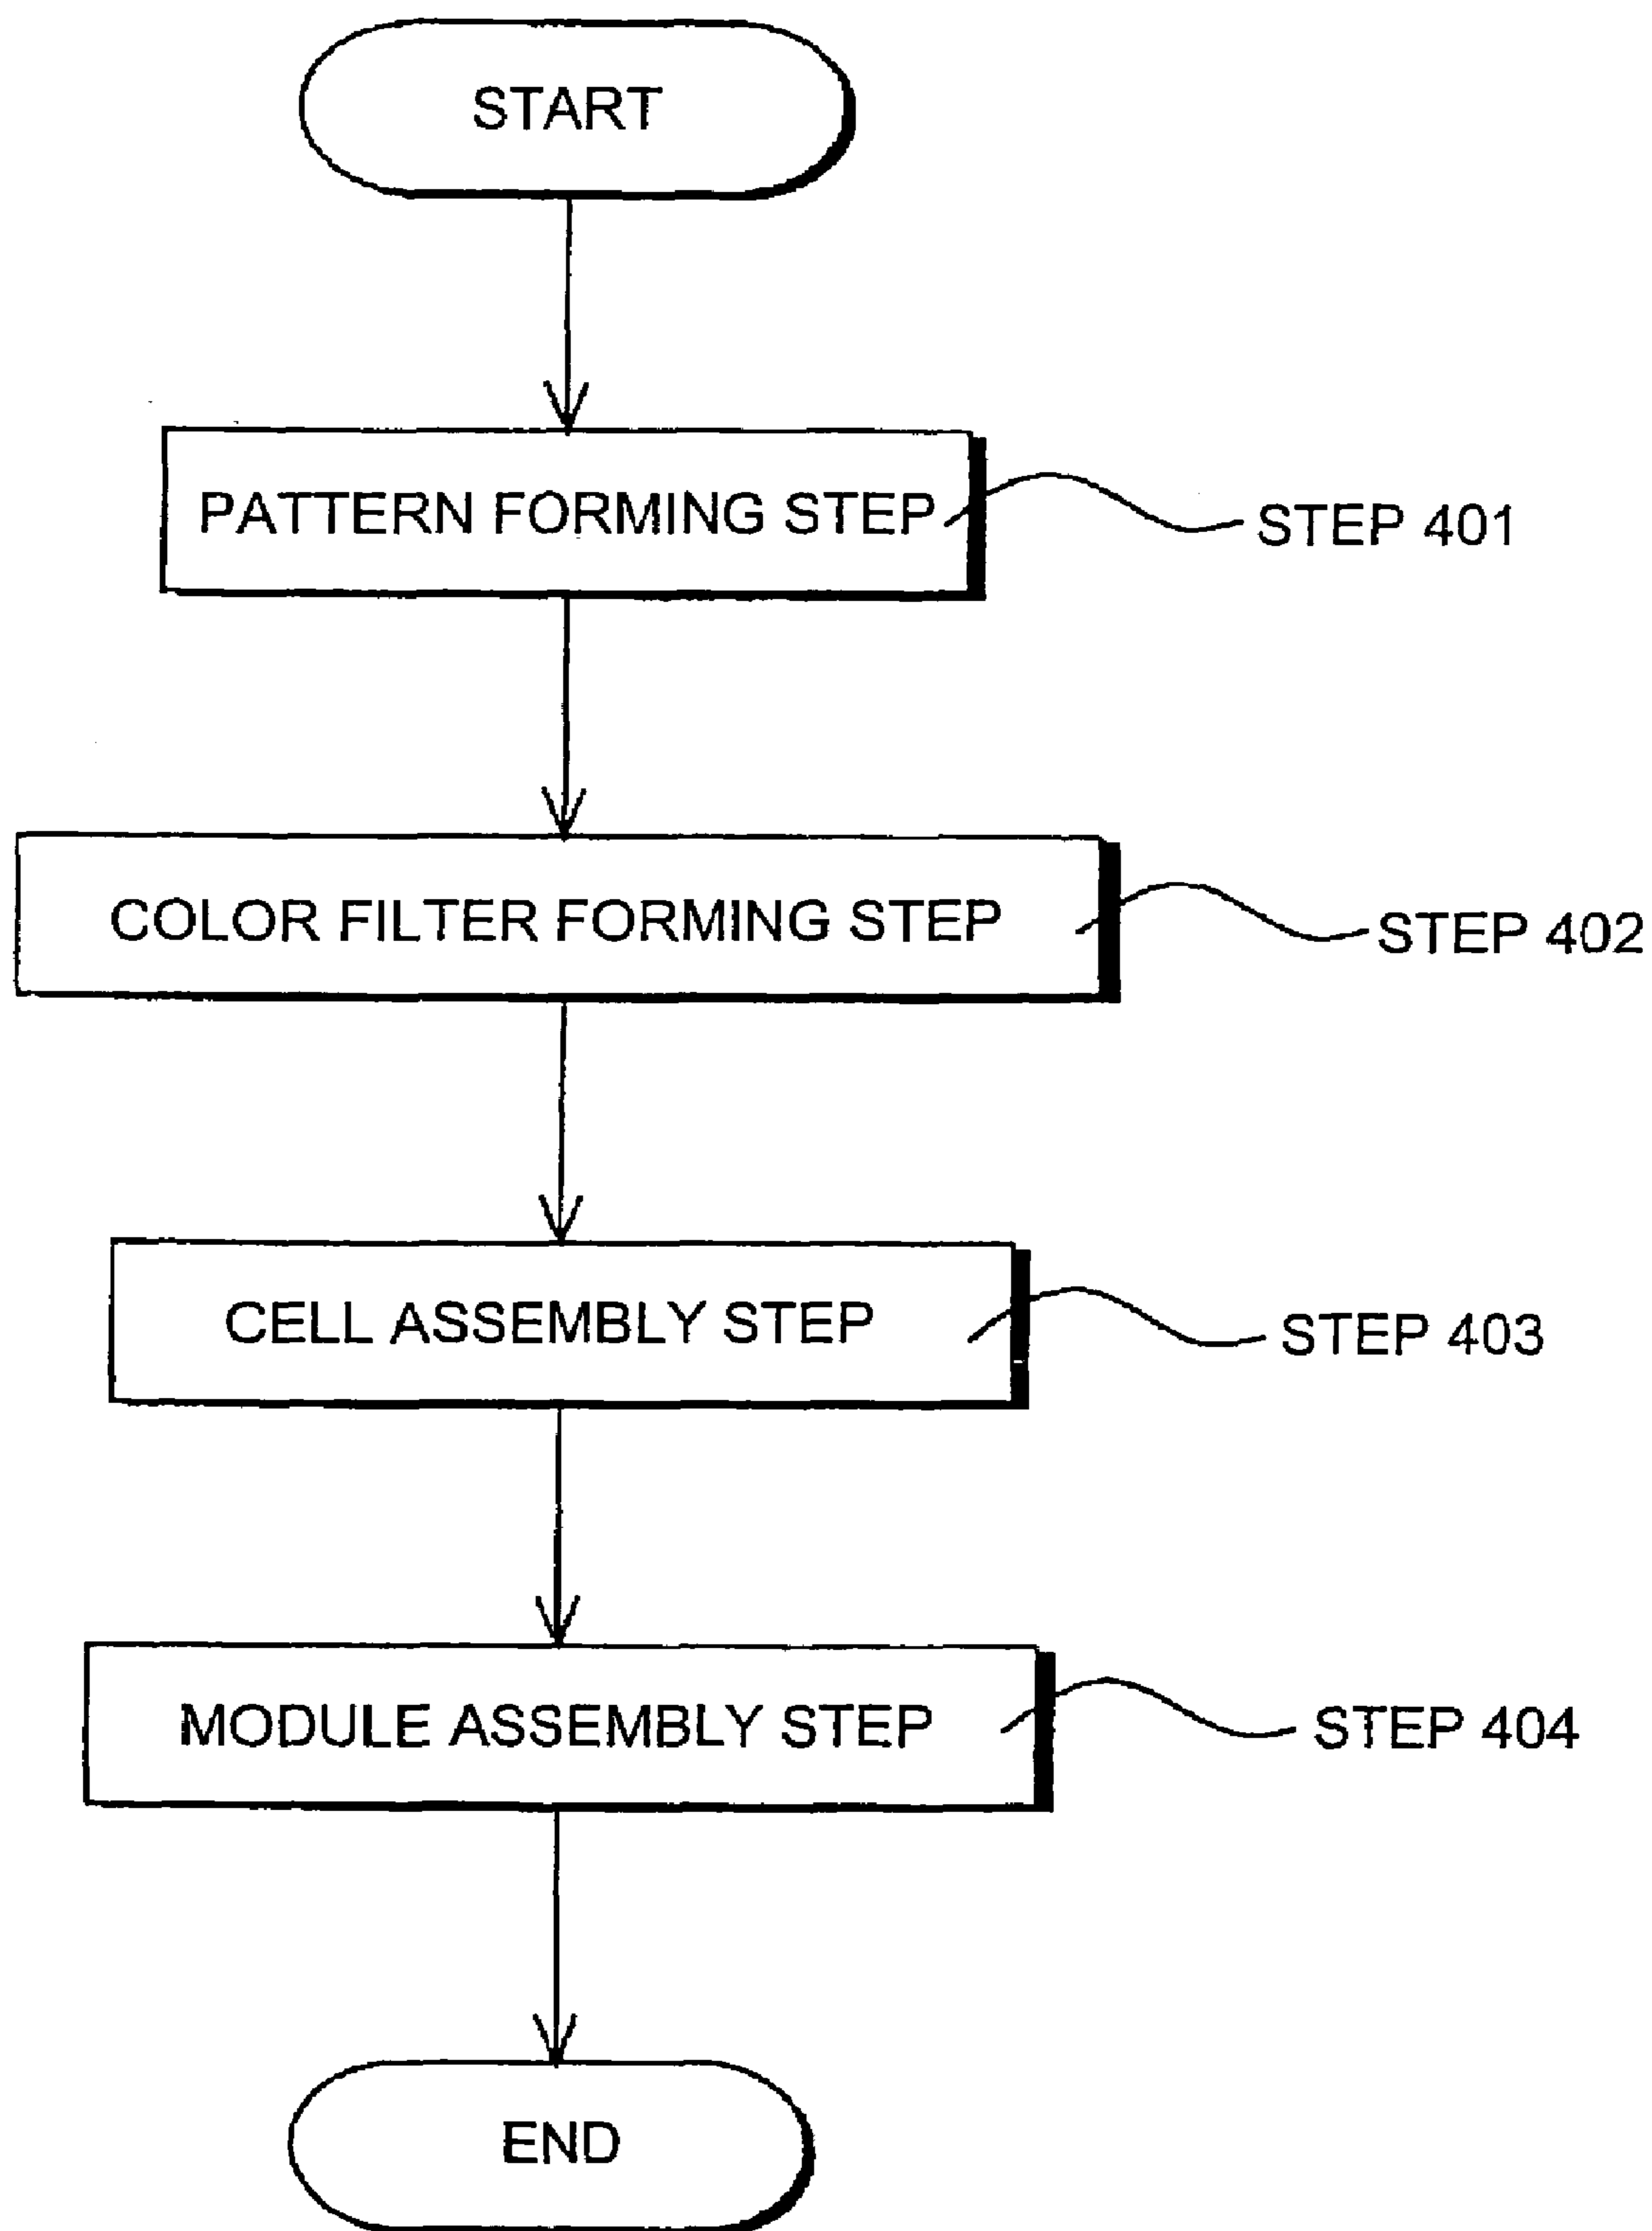 START
PATTERN FORMING STEP
STEP 401
COLOR FILTER FORMING STEP
STEP 402
CELL ASSEMBLY STEP
STEP 403
MODULE ASSEMBLY STEP
STEP 404
END